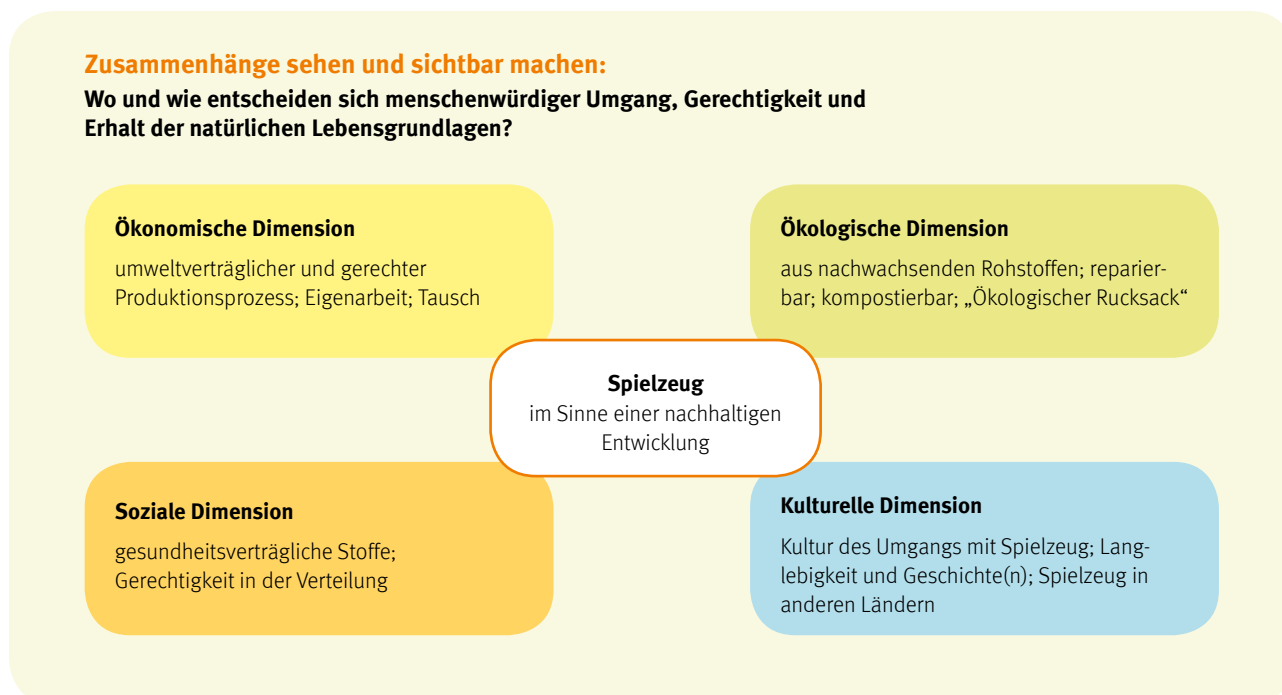 Zusammenhänge sehen und sichtbar machen:
Wo und wie entscheiden sich menschenwürdiger Umgang, Gerechtigkeit und
Erhalt der natürlichen Lebensgrundlagen?
Ökonomische Dimension
umweltverträglicher und gerechter
Produktionsprozess; Eigenarbeit; Tausch
Ökologische Dimension
aus nachwachsenden Rohstoffen; reparier-
bar; kompostierbar; „Ökologischer Rucksack“
Spielzeug
im Sinne einer nachhaltigen
Entwicklung
Soziale Dimension
gesundheitsverträgliche Stoffe;
Gerechtigkeit in der Verteilung
Kulturelle Dimension
Kultur des Umgangs mit Spielzeug; Lang-
lebigkeit und Geschichte(n); Spielzeug in
anderen Ländern